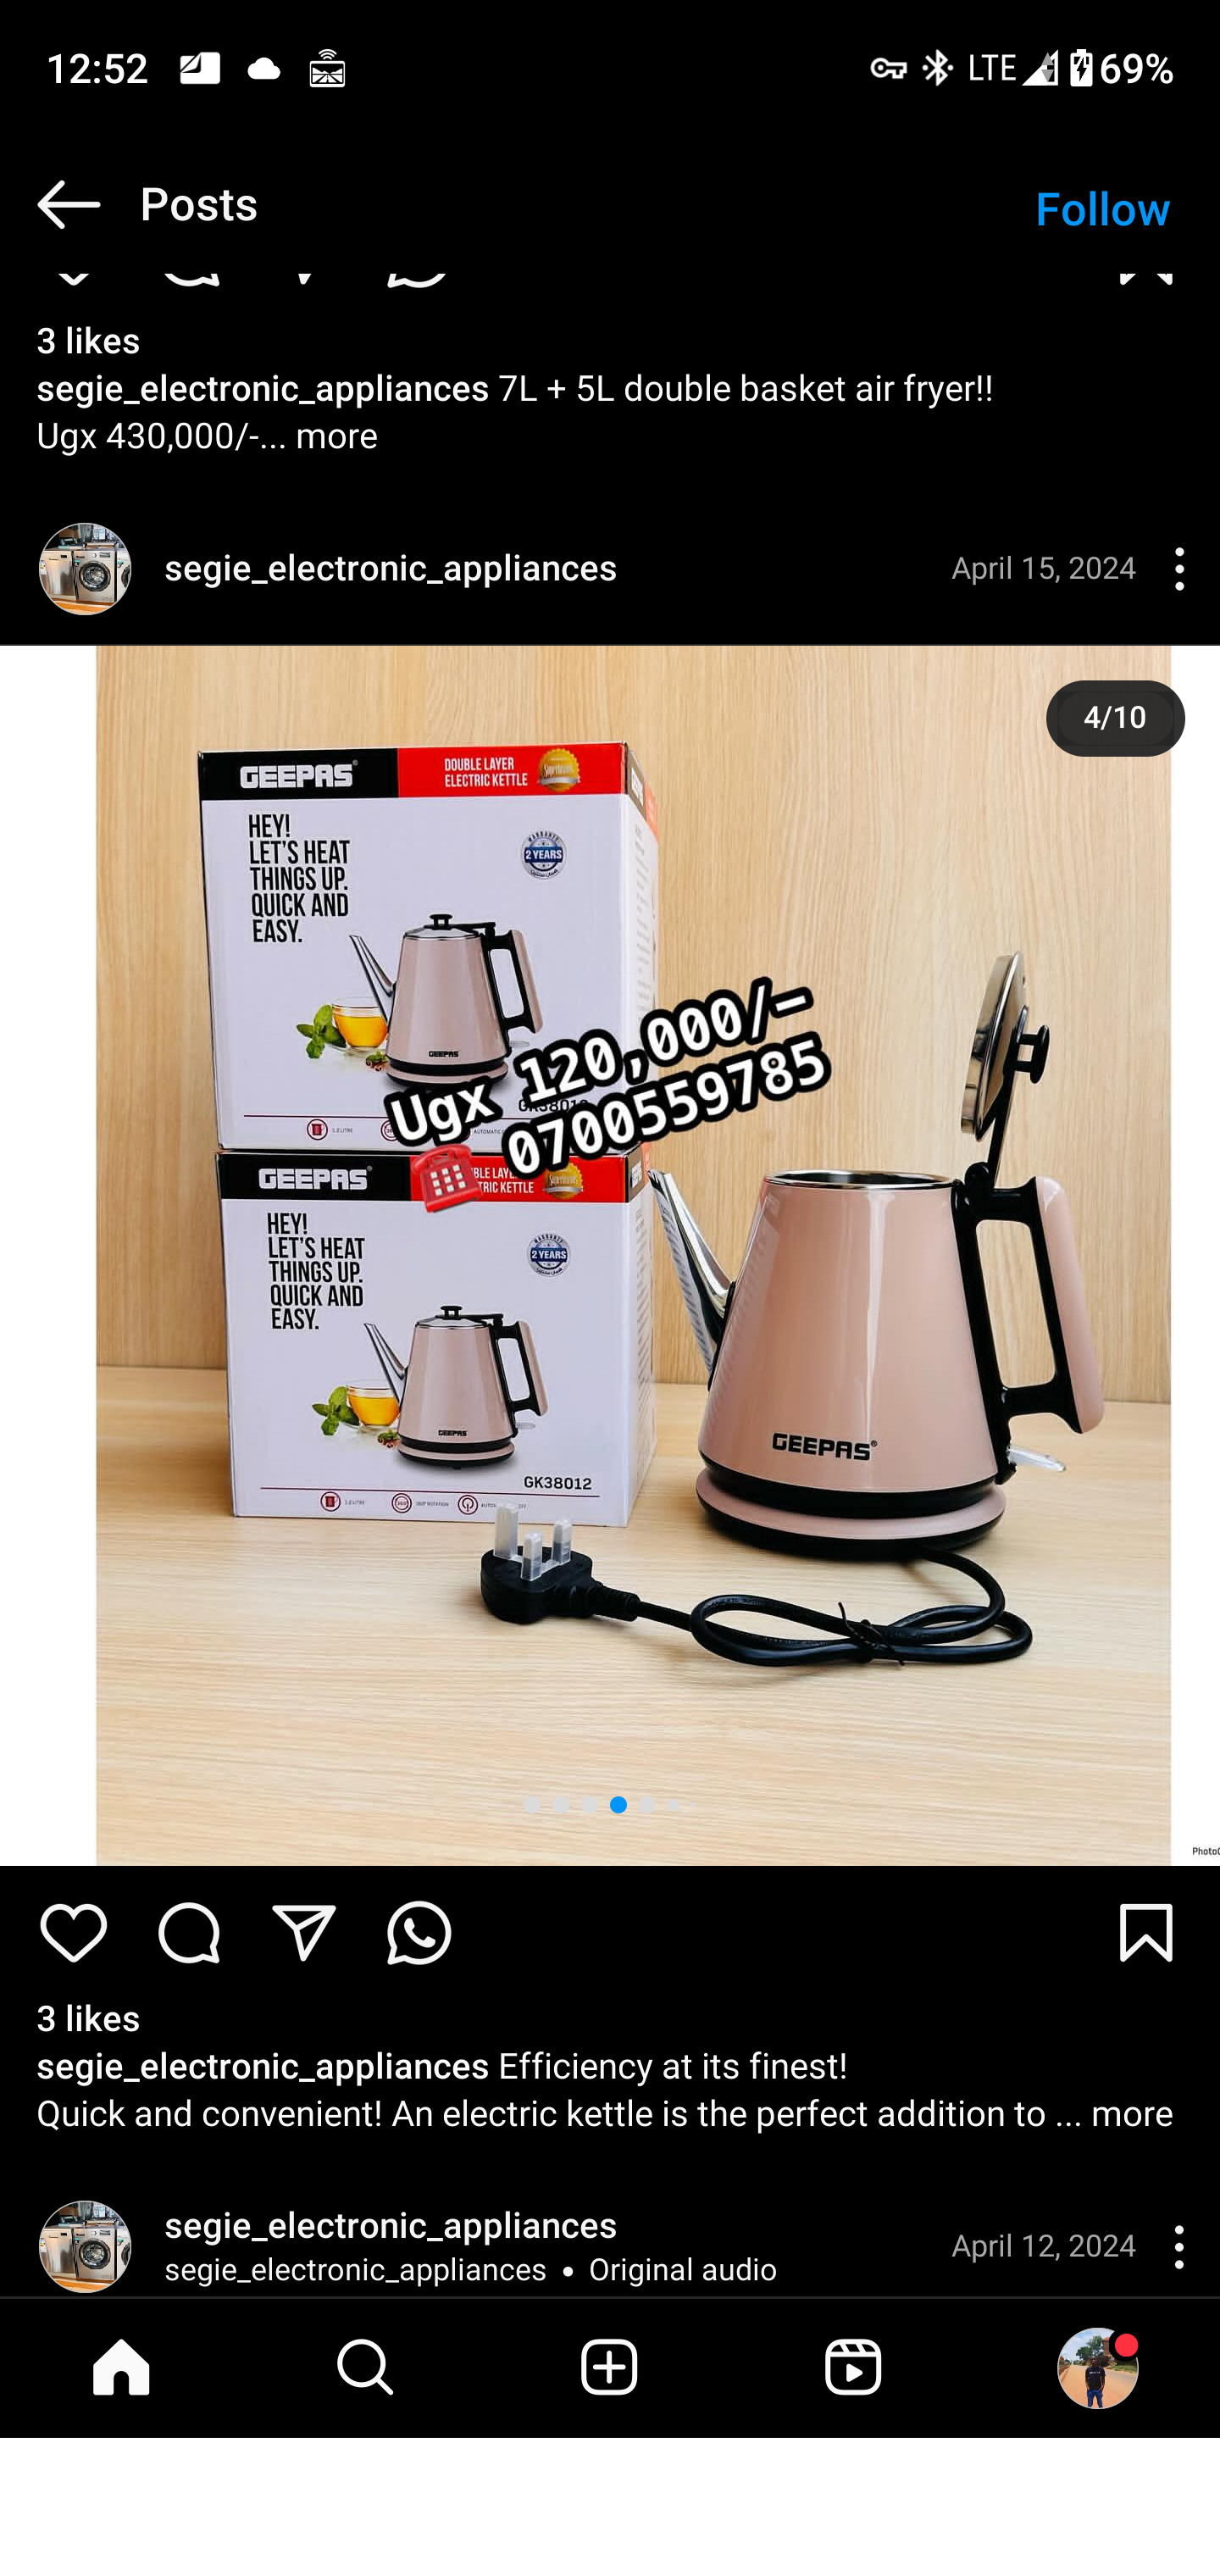 12:52
LTE 69%
Posts
Follow
3 likes
segie_electronic_appliances 7L + 5L double basket air fryer!!
Ugx 430,000/-... more
segie_electronic_appliances
April 15, 2024
4/10
GEEPAS®
DOUBLE LAYER
ELECTRIC KETTLE
HEY!
LET'S HEAT
THINGS UP.
QUICK AND
EASY.
WARRANTY
2 YEARS
GEEPAS
Ugx 120,000/-
0700559785
GEEPAS®
HEY!
LET'S HEAT
THINGS UP.
QUICK AND
EASY.
2 YEARS
GEEPAS
GK38012
GEEPAS®
3 likes
segie_electronic_appliances Efficiency at its finest!
Quick and convenient! An electric kettle is the perfect addition to ... more
segie_electronic_appliances
segie_electronic_appliances • Original audio
April 12, 2024